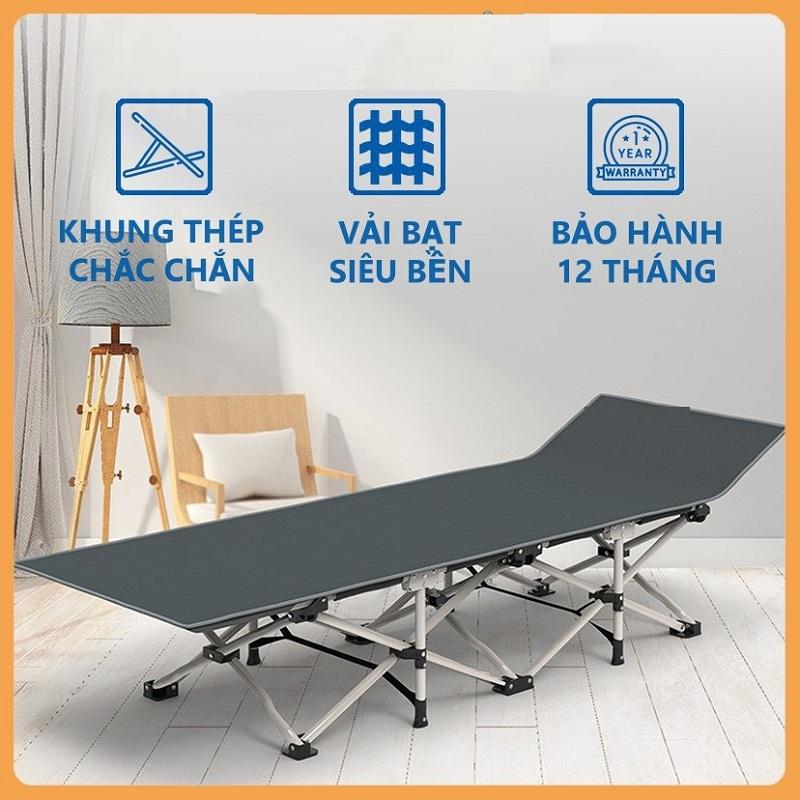 ★1★
YEAR
WARRANTY
KHUNG THÉP
CHẮC CHẮN
VẢI BẠT
SIÊU BỀN
BẢO HÀNH
12 THÁNG